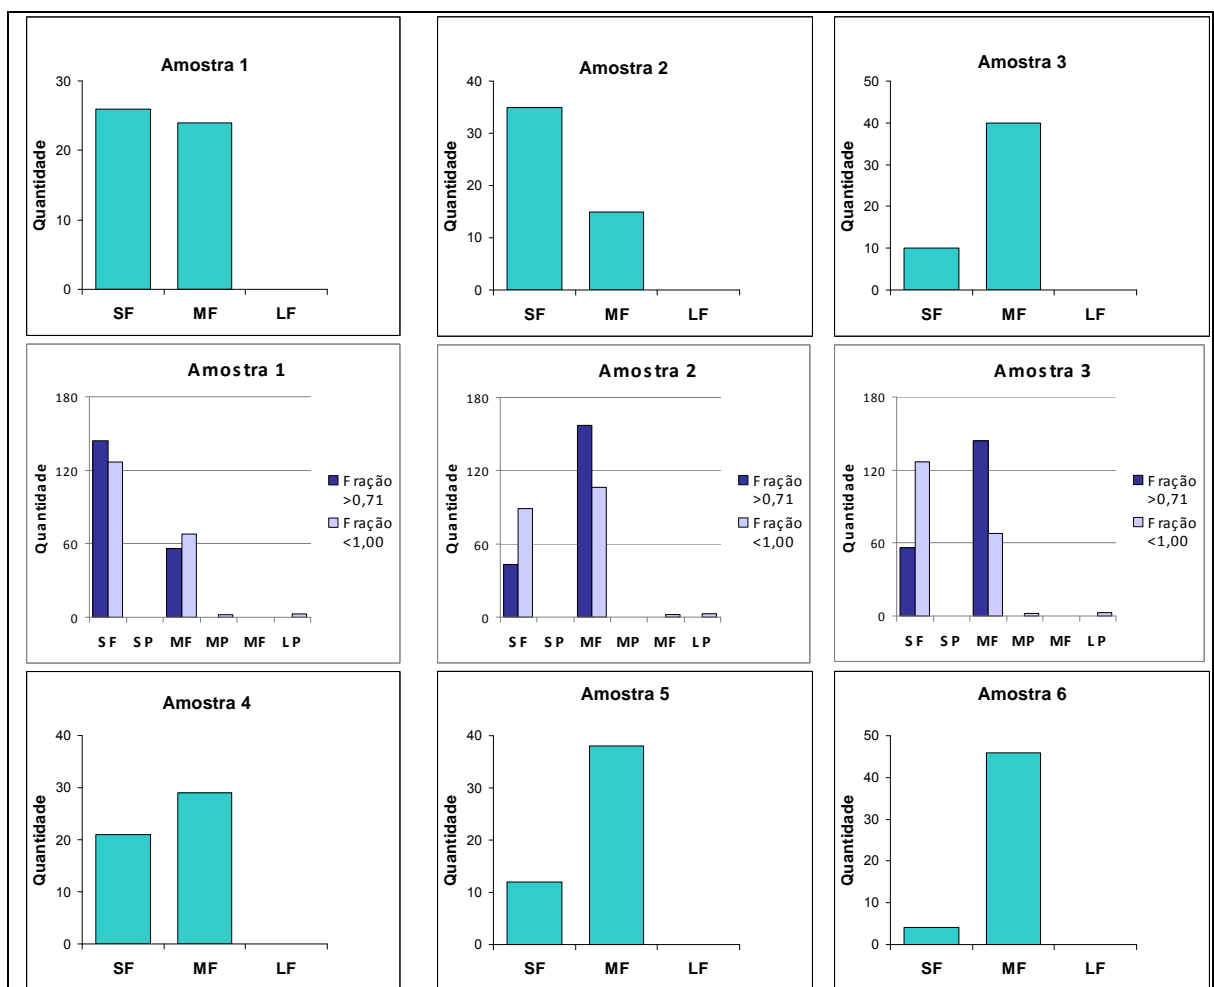 Amostra 1
Quantidade
30
20
10
0
SF MF LF
Amostra 2
Quantidade
40
30
20
10
0
SF MF LF
Amostra 3
Quantidade
50
40
30
20
10
0
SF MF LF
Amostra 1
Quantidade
180
120
60
0
SF SP MF MP MF LP
Fração
>0,71
Fração
<1,00
Amostra 2
Quantidade
180
120
60
0
SF SP MF MP MF LP
Fração
>0,71
Fração
<1,00
Amostra 3
Quantidade
180
120
60
0
SF SP MF MP MF LP
Fração
>0,71
Fração
<1,00
Amostra 4
Quantidade
40
30
20
10
0
SF MF LF
Amostra 5
Quantidade
40
30
20
10
0
SF MF LF
Amostra 6
Quantidade
50
40
30
20
10
0
SF MF LF